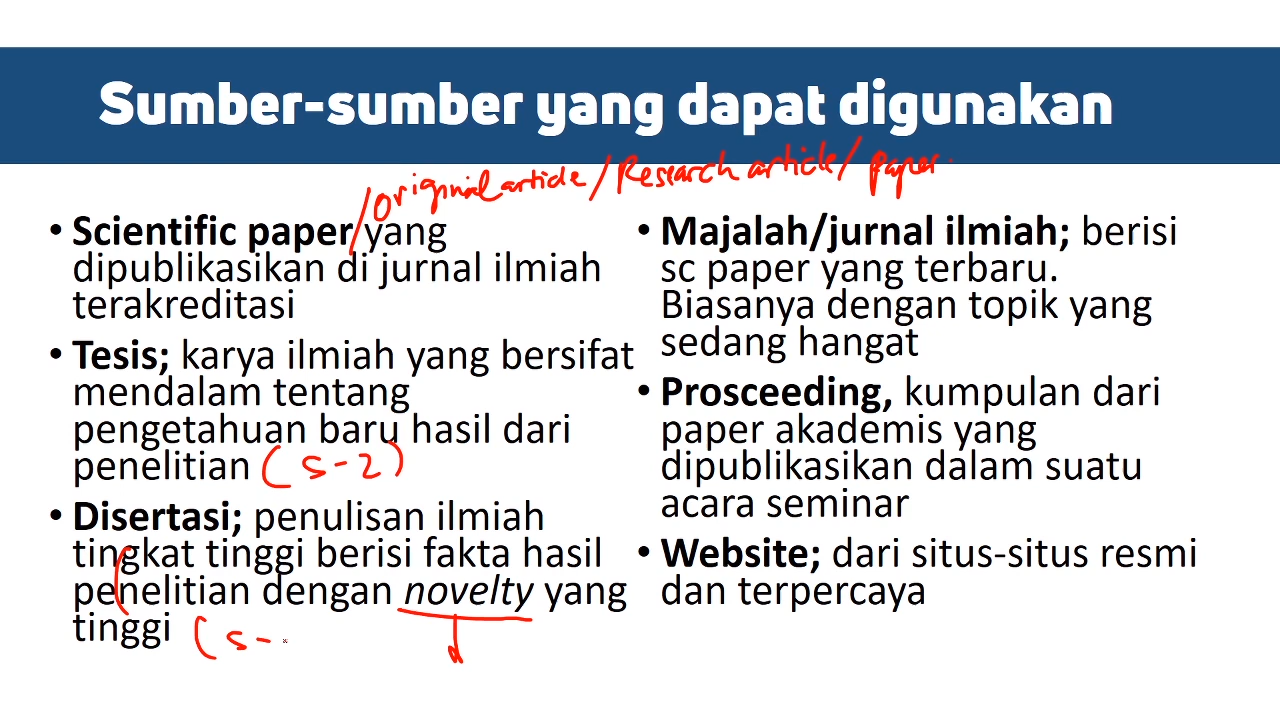 Sumber-sumber yang dapat digunakan
/original article/Research article/paper
• Scientific paper yang
dipublikasikan di jurnal ilmiah
terakreditasi
• Tesis; karya ilmiah yang bersifat
mendalam tentang
pengetahuan baru hasil dari
penelitian (S-2)
• Disertasi; penulisan ilmiah
tingkat tinggi berisi fakta hasil
penelitian dengan novelty yang
tinggi (S-
• Majalah/jurnal ilmiah; berisi
sc paper yang terbaru.
Biasanya dengan topik yang
sedang hangat
• Prosceeding, kumpulan dari
paper akademis yang
dipublikasikan dalam suatu
acara seminar
• Website; dari situs-situs resmi
dan terpercaya